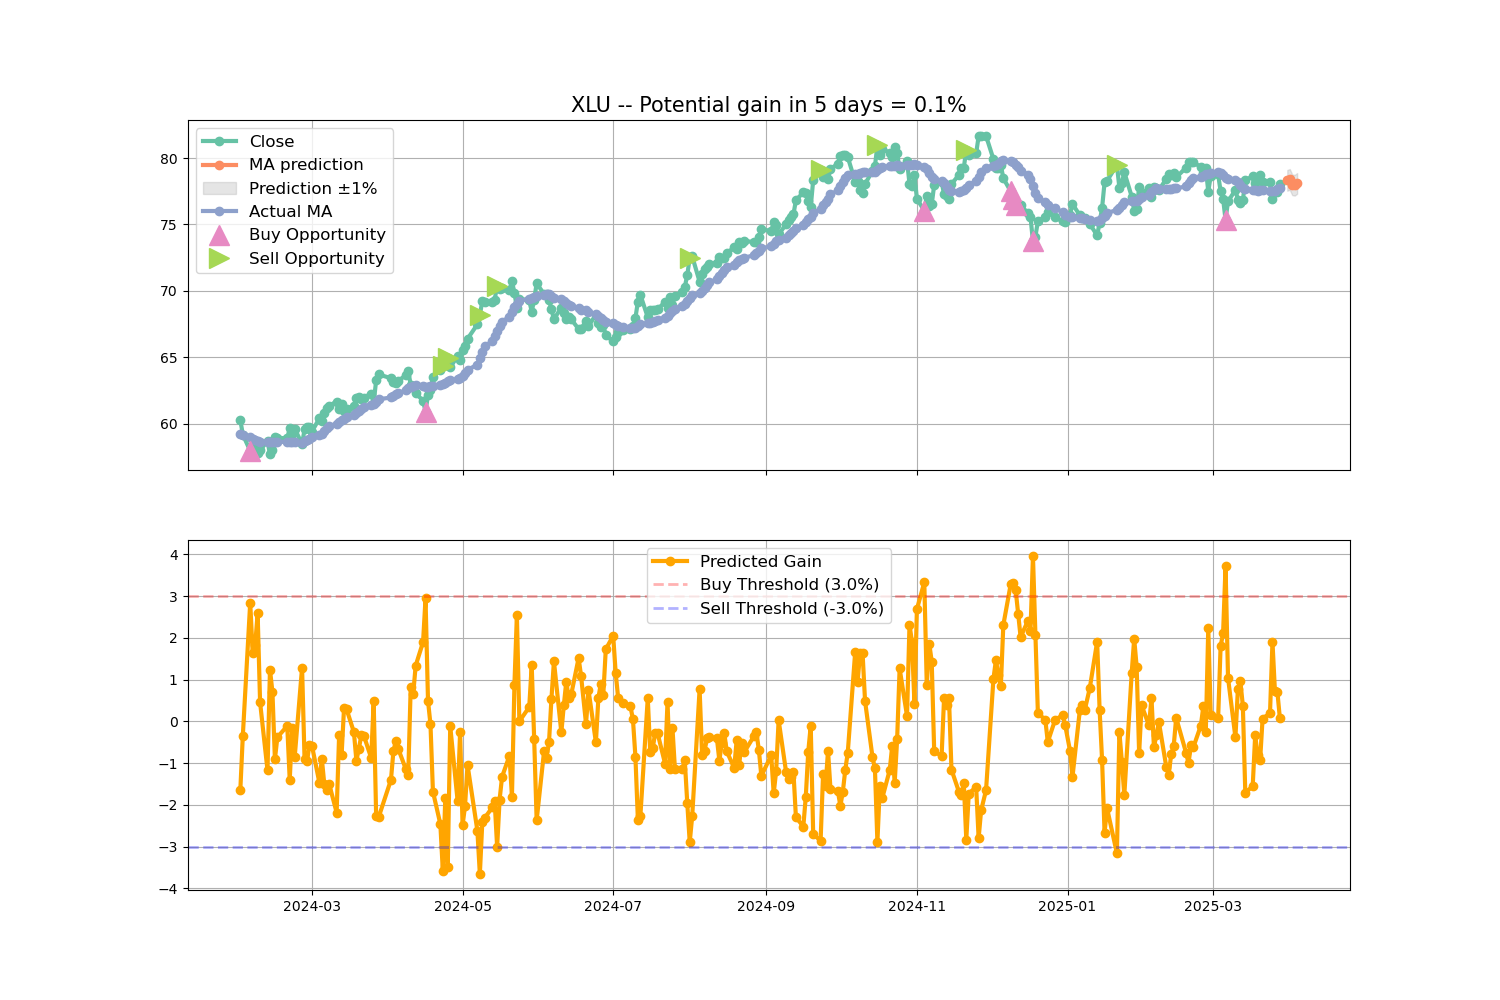 XLU -- Potential gain in 5 days = 0.1%
Close
MA prediction
Prediction ±1%
Actual MA
Buy Opportunity
Sell Opportunity
80
75
70
65
60
Predicted Gain
Buy Threshold (3.0%)
Sell Threshold (-3.0%)
4
3
2
1
0
−1
−2
−3
−4
2024-03
2024-05
2024-07
2024-09
2024-11
2025-01
2025-03